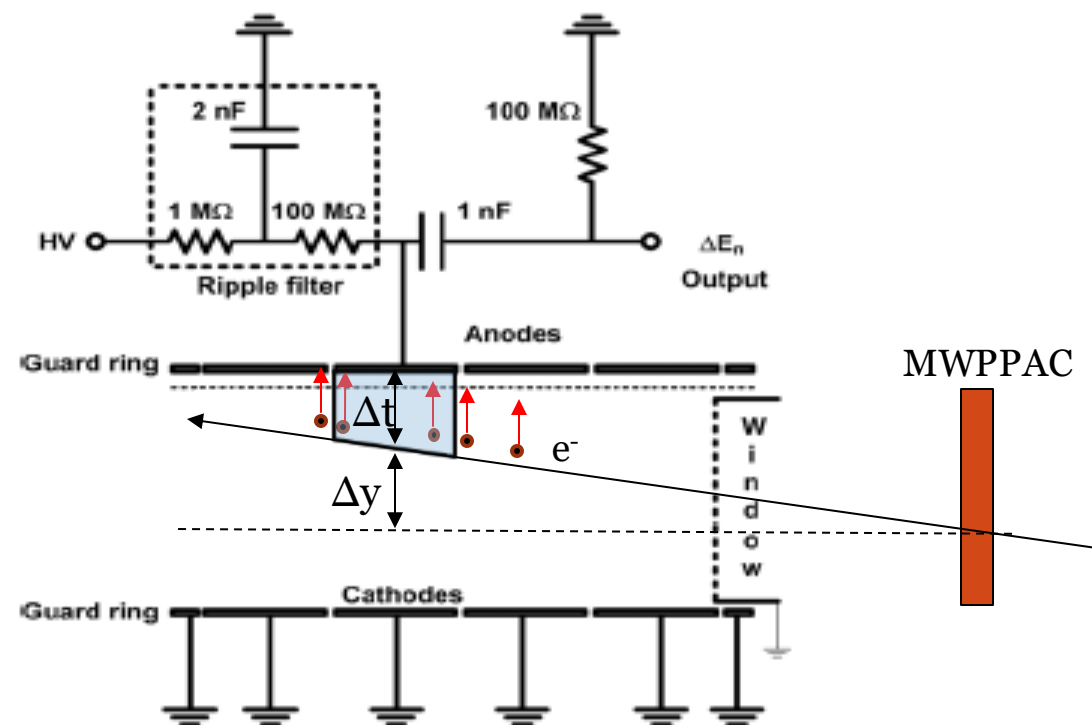 2 nF
100 MΩ
1 MΩ
100 MΩ
1 nF
HV
ΔEn
Output
Ripple filter
Anodes
Guard ring
MWPPAC
Δt
e-
Window
Δy
Cathodes
Guard ring